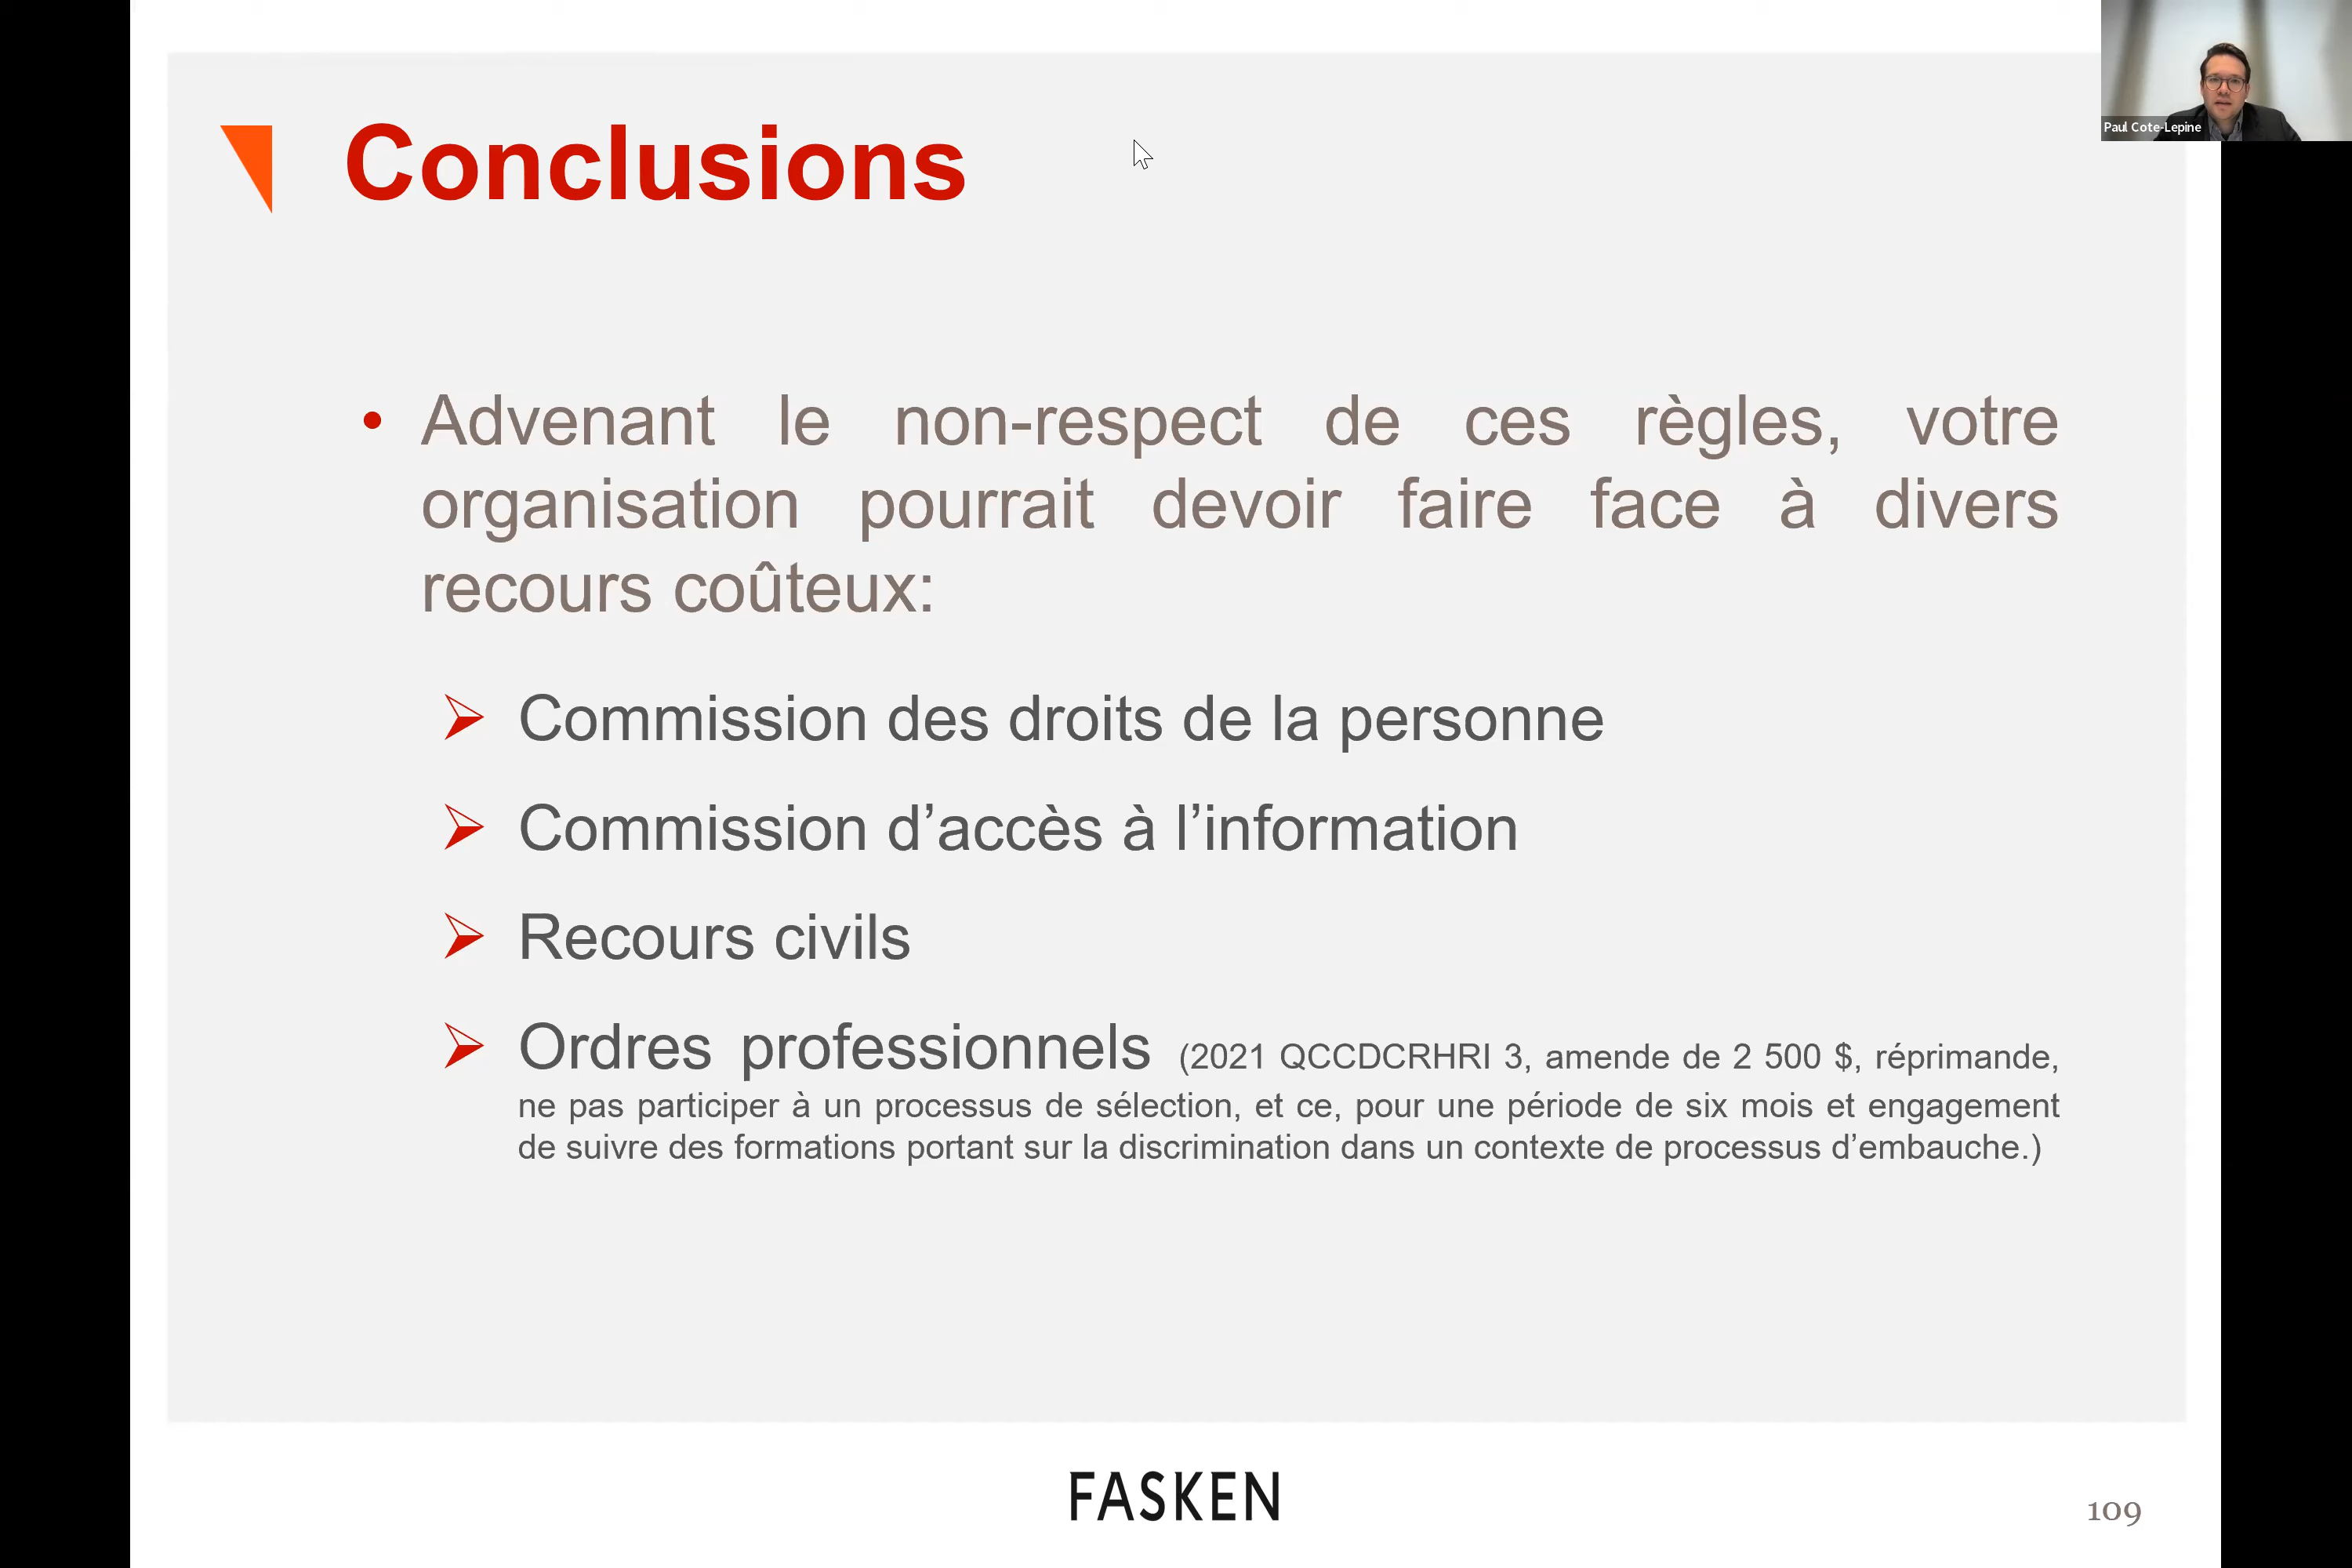 Paul Cote-Lepine
Conclusions
• Advenant le non-respect de ces règles, votre
organisation pourrait devoir faire face à divers
recours coûteux:
➢ Commission des droits de la personne
➢ Commission d’accès à l’information
➢ Recours civils
➢ Ordres professionnels (2021 QCCDCRHRI 3, amende de 2 500 $, réprimande,
ne pas participer à un processus de sélection, et ce, pour une période de six mois et engagement
de suivre des formations portant sur la discrimination dans un contexte de processus d’embauche.)
FASKEN
109